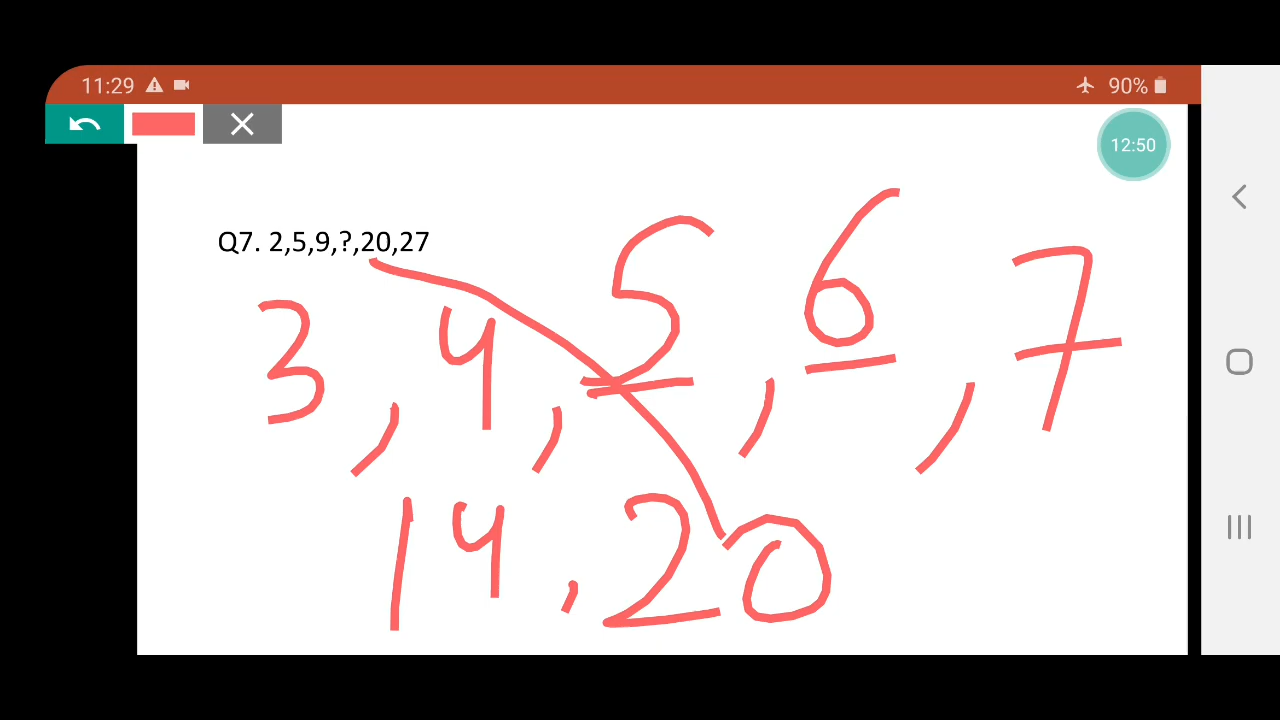 11:29 90%
12:50
Q7. 2,5,9,?,20,27
3, 4, 5, 6, 7
14, 20